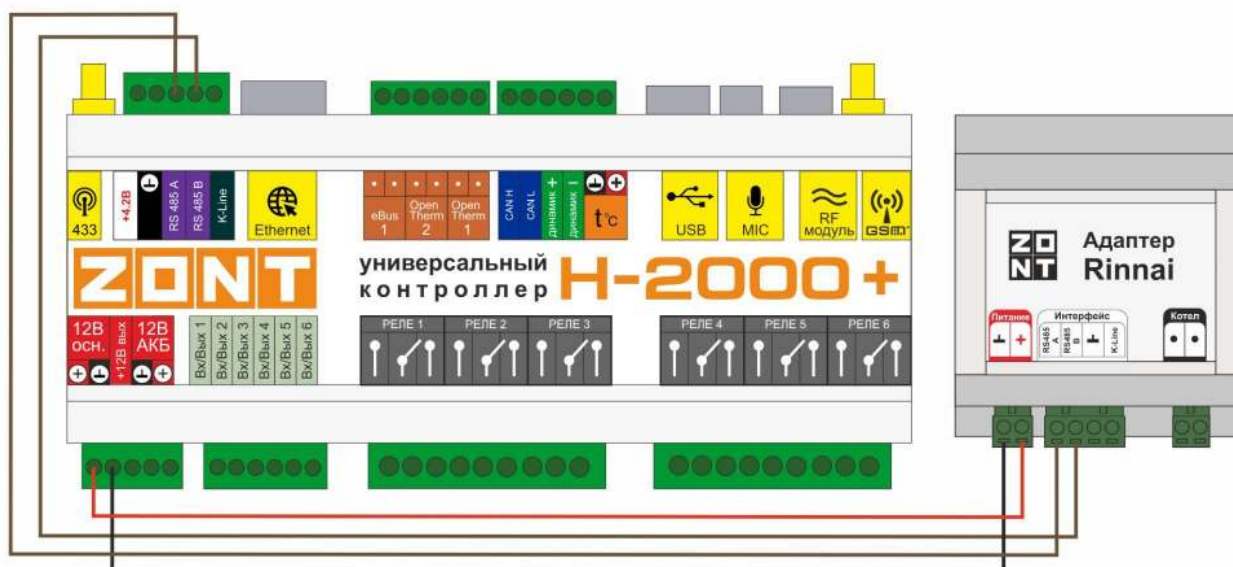 433
+4.2В
RS 485 A
RS 485 B
K-Line
Ethernet
eBus
1
Open
Therm
2
Open
Therm
1
CAN H
CAN L
динамик +
динамик –
t°c
USB
MIC
RF
модуль
GSM
ZONT
универсальный
контроллер
H-2000+
12В
осн.
+12В вых
12В
АКБ
Вх/Вых 1
Вх/Вых 2
Вх/Вых 3
Вх/Вых 4
Вх/Вых 5
Вх/Вых 6
РЕЛЕ 1
РЕЛЕ 2
РЕЛЕ 3
РЕЛЕ 4
РЕЛЕ 5
РЕЛЕ 6
ZONT
Адаптер
Rinnai
Питание
Интерфейс
Котел
RS485
A
RS485
B
K-Line